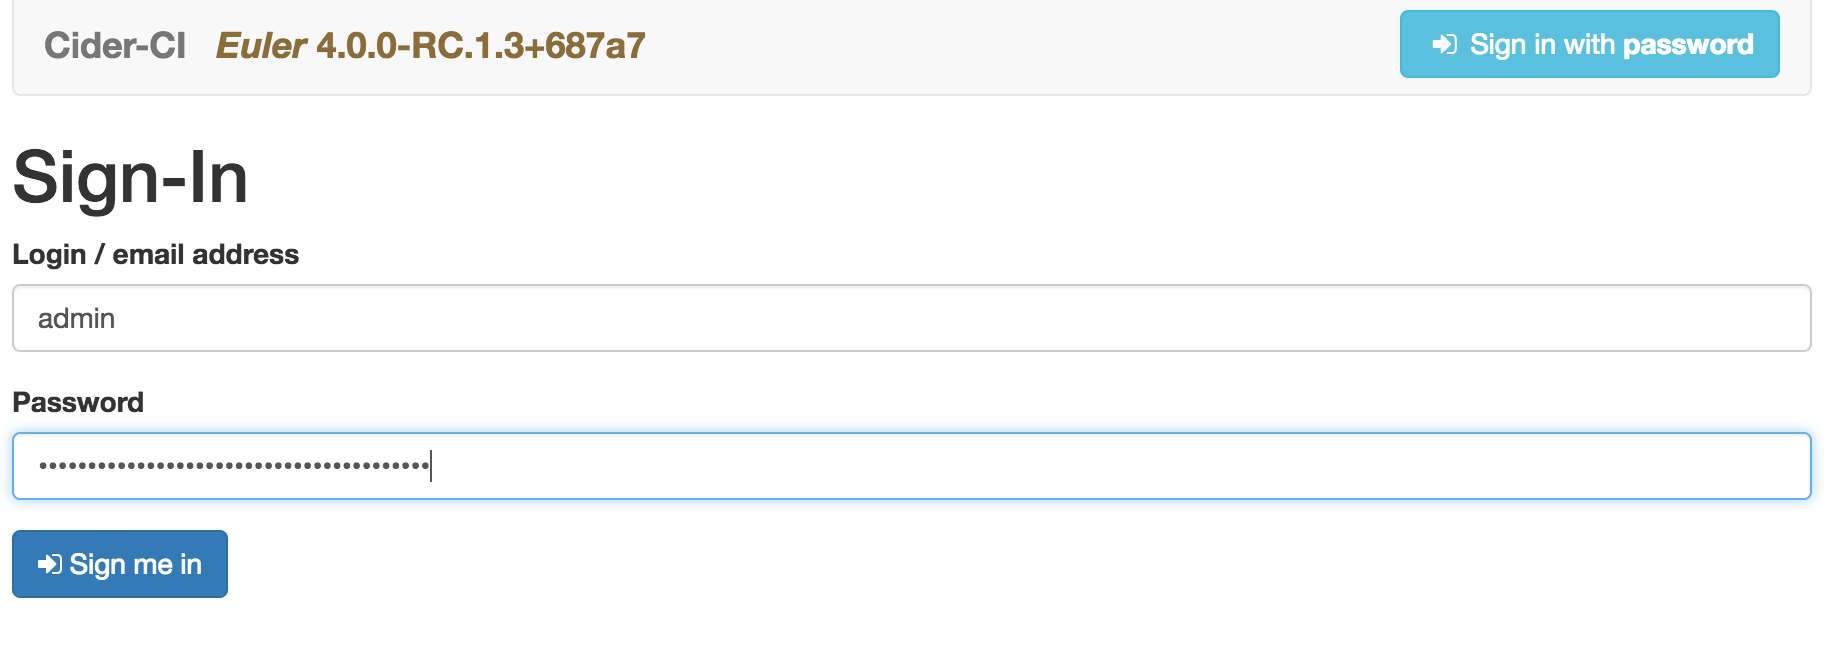 Cider-CI Euler 4.0.0-RC.1.3+687a7 Sign in with password
Sign-In
Login / email address
admin
Password
••••••••••••••••••••••••••••••••••••••••
Sign me in